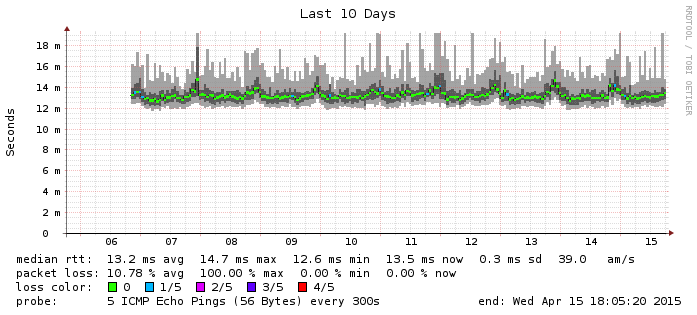 Last 10 Days
RRDTOOL / TOBI OETIKER
Seconds
18 m
16 m
14 m
12 m
10 m
8 m
6 m
4 m
2 m
0
06 07 08 09 10 11 12 13 14 15
median rtt: 13.2 ms avg 14.7 ms max 12.6 ms min 13.5 ms now 0.3 ms sd 39.0 am/s
packet loss: 10.78 % avg 100.00 % max 0.00 % min 0.00 % now
loss color: 0 1/5 2/5 3/5 4/5
probe: 5 ICMP Echo Pings (56 Bytes) every 300s end: Wed Apr 15 18:05:20 2015